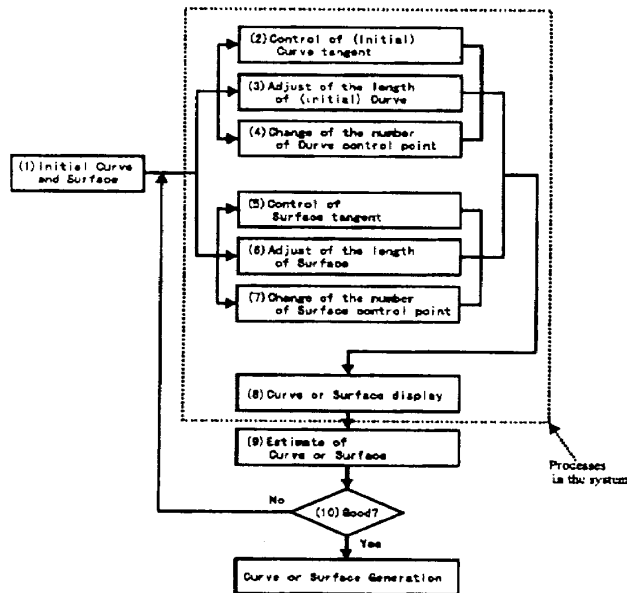 (2) Control of (Initial)
Curve tangent
(3) Adjust of the length
of (initial) Curve
(4) Change of the number
of Durve control point
(1) Initial Curve
and Surface
(5) Control of
Surface tangent
(6) Adjust of the length
of Surface
(7) Change of the number
of Surface control point
(8) Curve or Surface display
(9) Estimate of
Curve or Surface
Processes
in the system
No
(10) Good?
Yes
Curve or Surface Generation